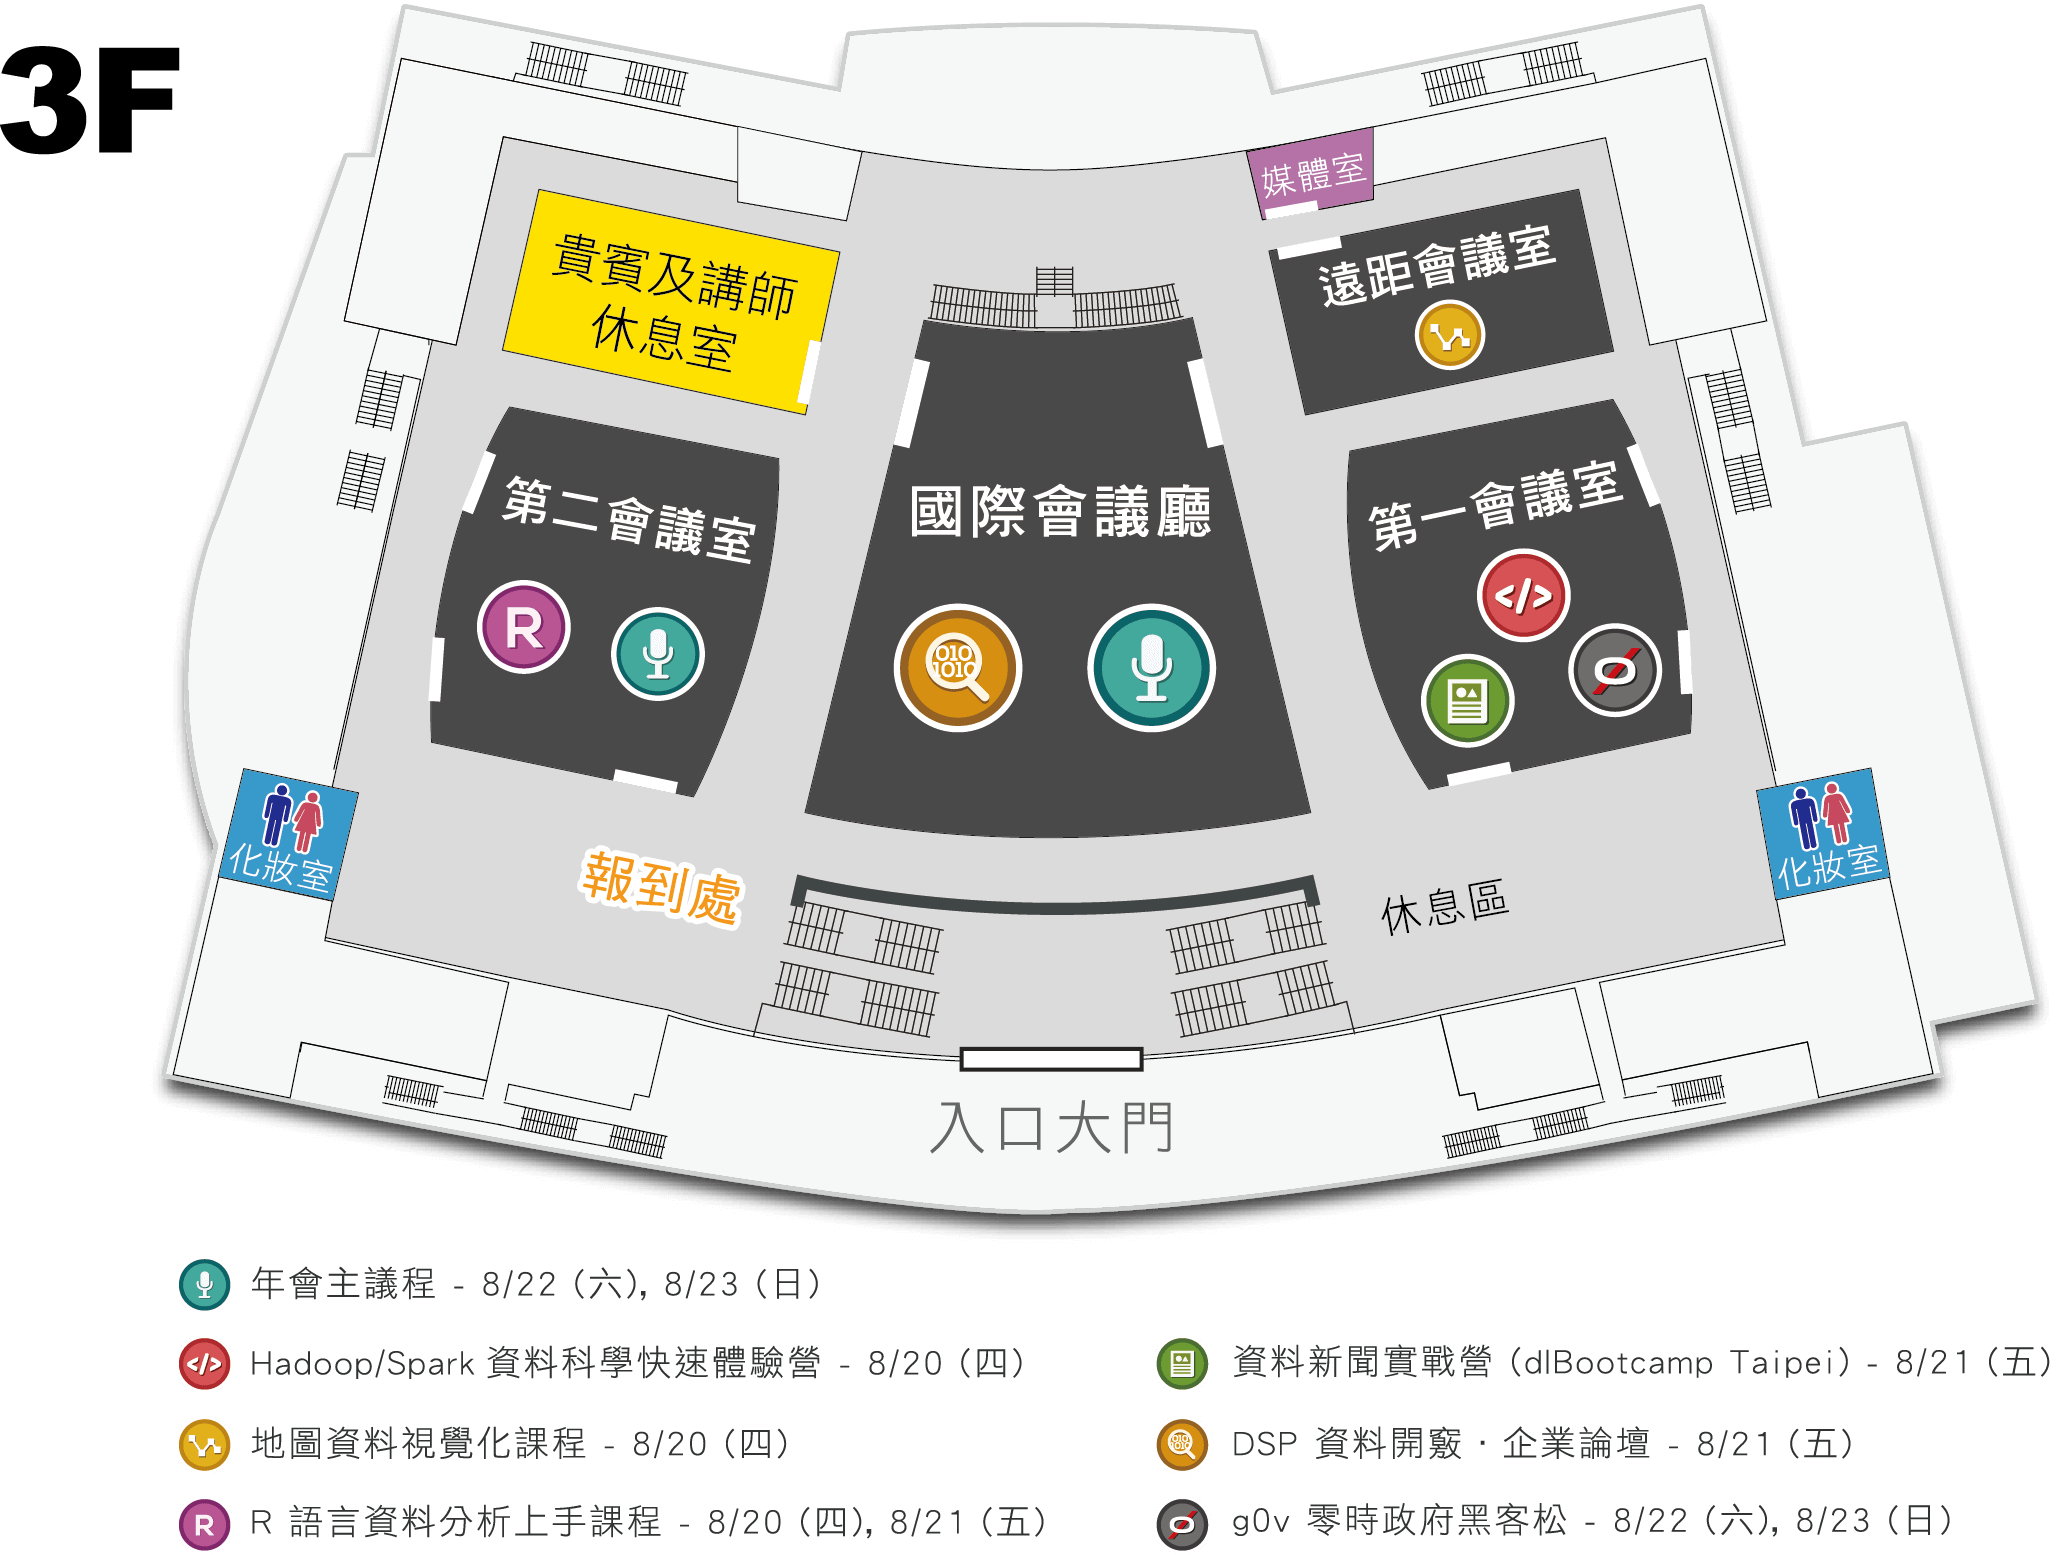 3F
媒體室
貴賓及講師
休息室
遠距會議室
第二會議室
國際會議廳
第一會議室
R
010
1010
</>
化妝室
化妝室
報到處
休息區
入口大門
年會主議程 - 8/22 (六), 8/23 (日)
</> Hadoop/Spark 資料科學快速體驗營 - 8/20 (四)
資料新聞實戰營 (dlBootcamp Taipei) - 8/21 (五)
地圖資料視覺化課程 - 8/20 (四)
DSP 資料開竅・企業論壇 - 8/21 (五)
R R 語言資料分析上手課程 - 8/20 (四), 8/21 (五)
g0v 零時政府黑客松 - 8/22 (六), 8/23 (日)